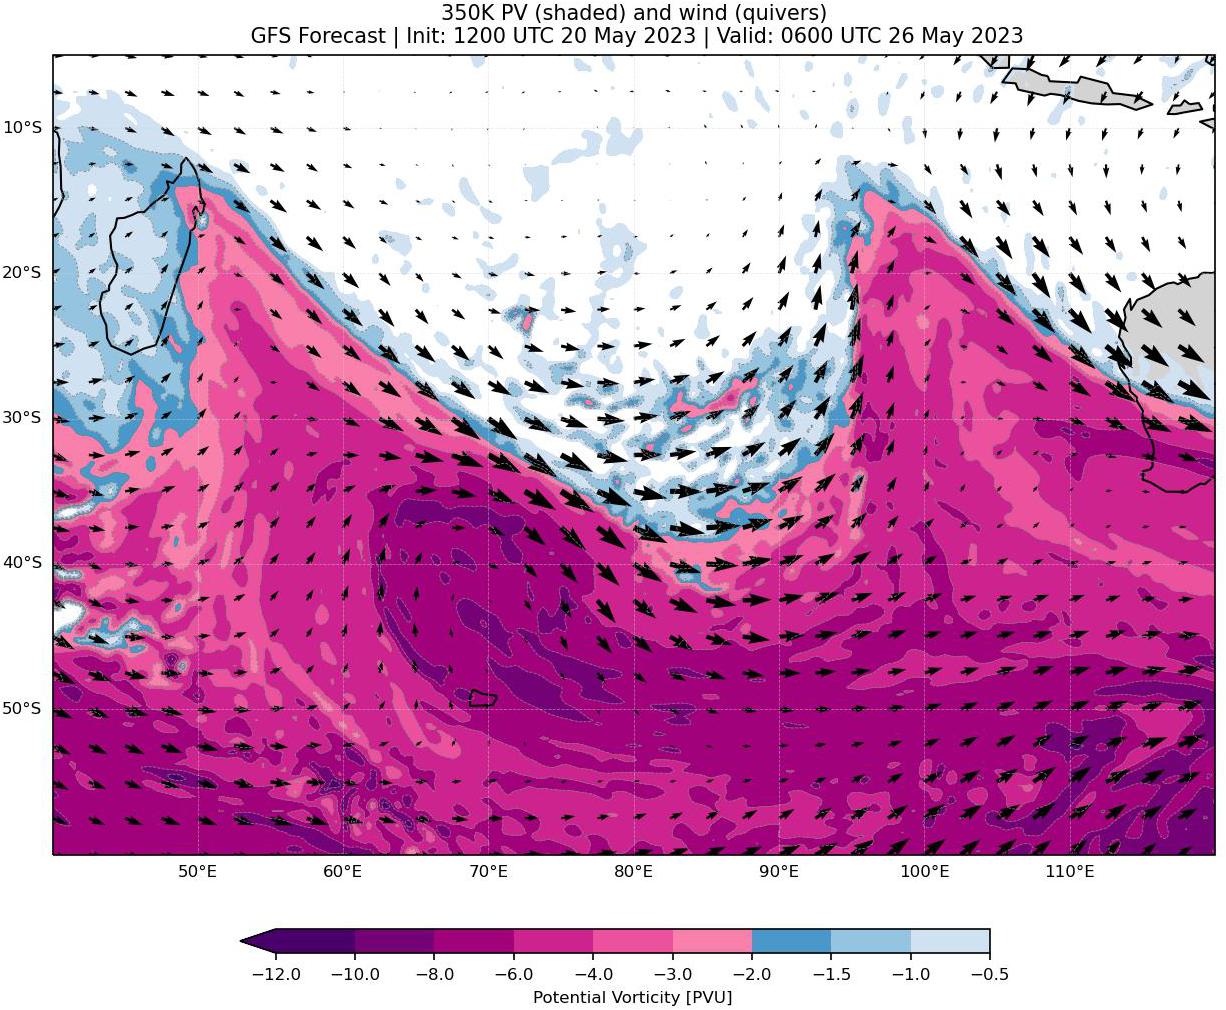 350K PV (shaded) and wind (quivers)
GFS Forecast | Init: 1200 UTC 20 May 2023 | Valid: 0600 UTC 26 May 2023
10°S
20°S
30°S
40°S
50°S
50°E 60°E 70°E 80°E 90°E 100°E 110°E
−12.0 −10.0 −8.0 −6.0 −4.0 −3.0 −2.0 −1.5 −1.0 −0.5
Potential Vorticity [PVU]